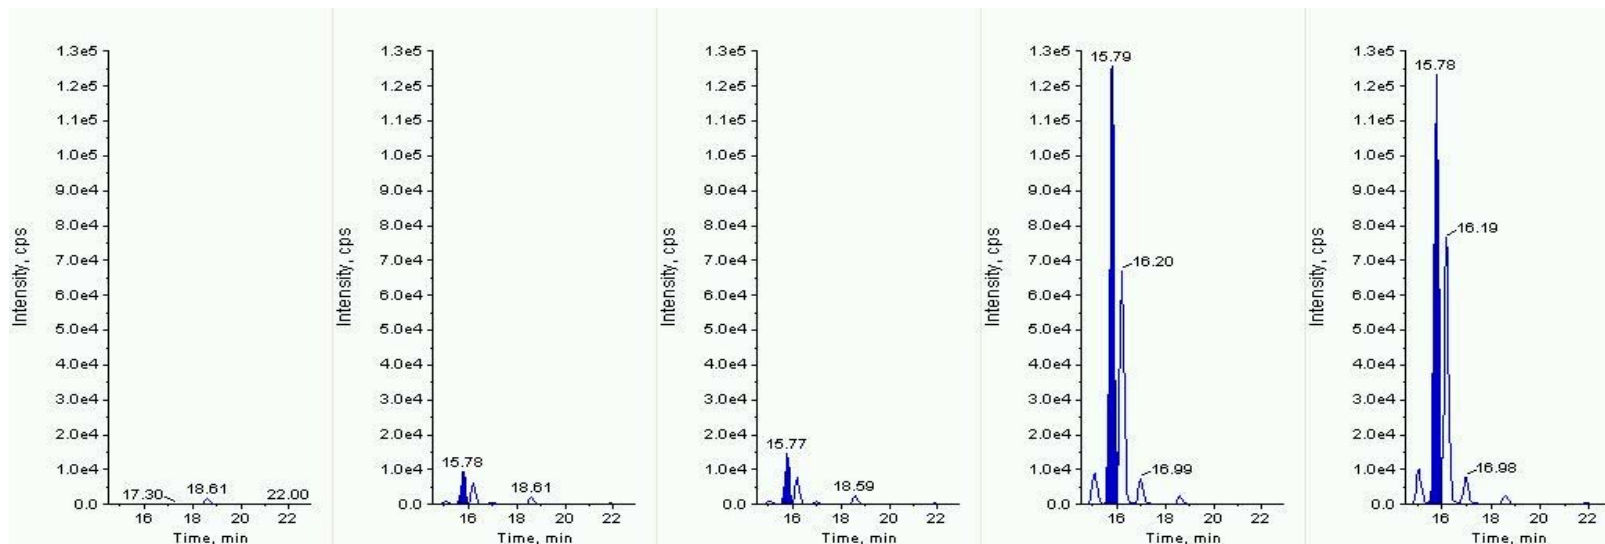 1.3e5 1.3e5 1.3e5 1.3e5 1.3e5
15.79 15.78
1.2e5 1.2e5 1.2e5 1.2e5 1.2e5
1.1e5 1.1e5 1.1e5 1.1e5 1.1e5
1.0e5 1.0e5 1.0e5 1.0e5 1.0e5
9.0e4 9.0e4 9.0e4 9.0e4 9.0e4
8.0e4 8.0e4 8.0e4 8.0e4 8.0e4
16.19
7.0e4 7.0e4 7.0e4 7.0e4 7.0e4
16.20
6.0e4 6.0e4 6.0e4 6.0e4 6.0e4
Intensity, cps Intensity, cps Intensity, cps Intensity, cps Intensity, cps
5.0e4 5.0e4 5.0e4 5.0e4 5.0e4
4.0e4 4.0e4 4.0e4 4.0e4 4.0e4
3.0e4 3.0e4 3.0e4 3.0e4 3.0e4
2.0e4 2.0e4 2.0e4 2.0e4 2.0e4
15.78 15.77
1.0e4 1.0e4 1.0e4 1.0e4 1.0e4
16.99 16.98
17.30 18.61 22.00 18.61 18.59
0.0 0.0 0.0 0.0 0.0
16 18 20 22 16 18 20 22 16 18 20 22 16 18 20 22 16 18 20 22
Time, min Time, min Time, min Time, min Time, min